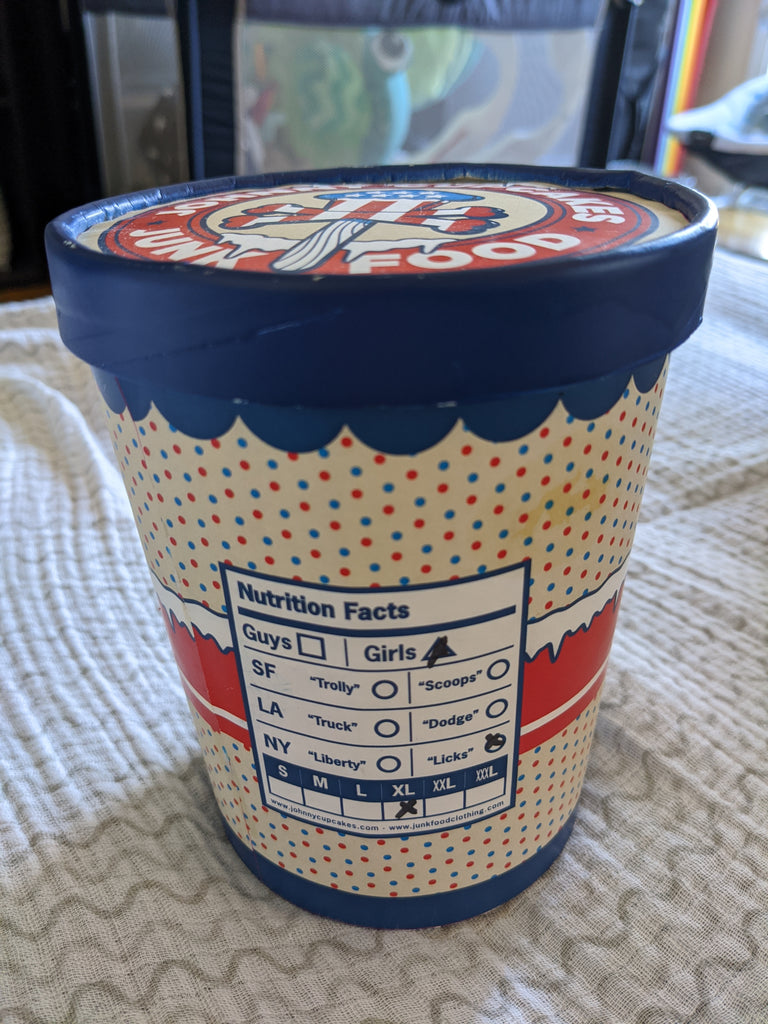 JUNK FOOD
Nutrition Facts
Guys Girls
SF "Trolly" "Scoops"
LA "Truck" "Dodge"
NY "Liberty" "Licks"
S M L XL XXL XXXL
www.johnnycupcakes.com - www.junkfoodclothing.com